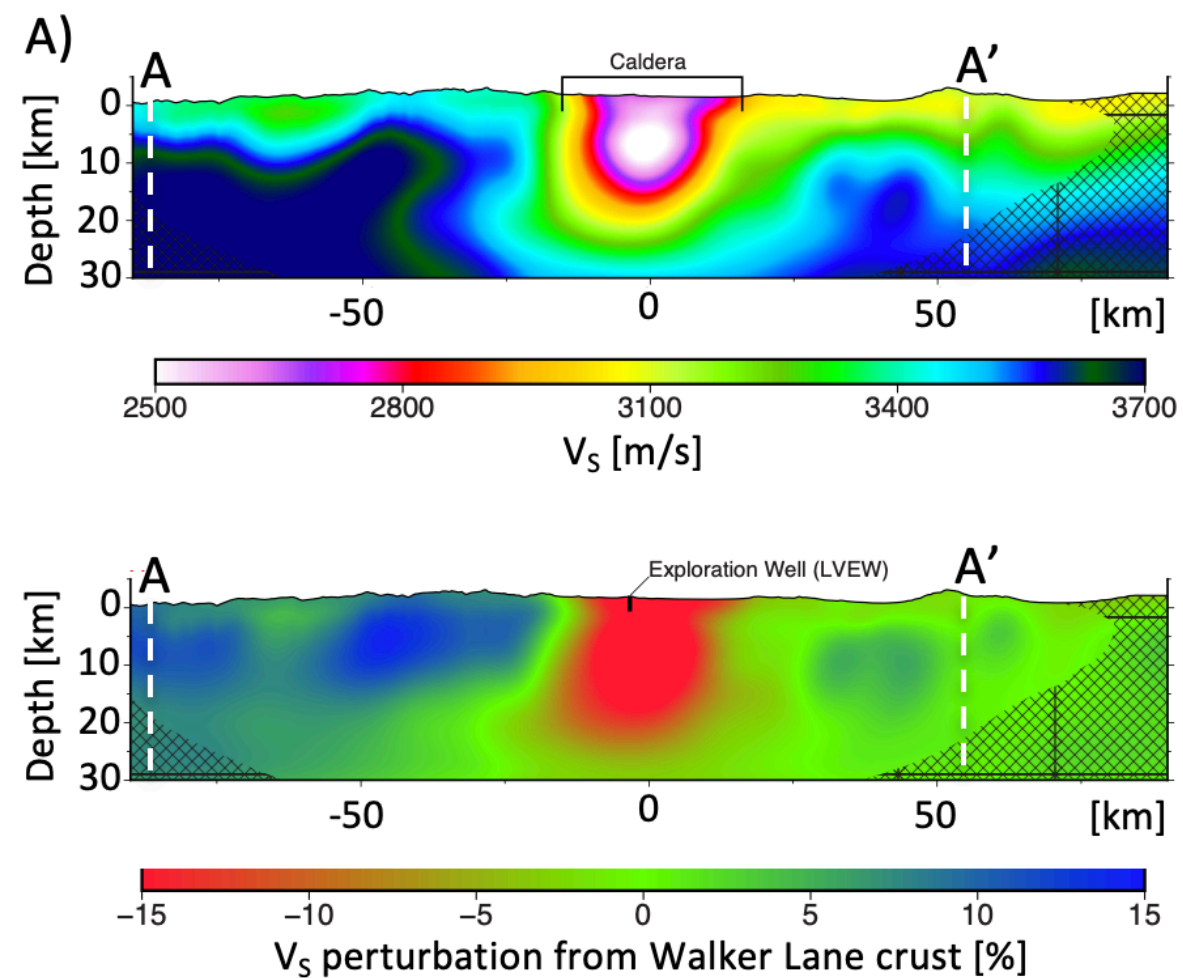 A)
A
Caldera
A’
Depth [km]
0
10
20
30
-50
0
50
[km]
2500
2800
3100
3400
3700
VS [m/s]
A
Exploration Well (LVEW)
A’
Depth [km]
0
10
20
30
-50
0
50
[km]
−15
−10
−5
0
5
10
15
VS perturbation from Walker Lane crust [%]